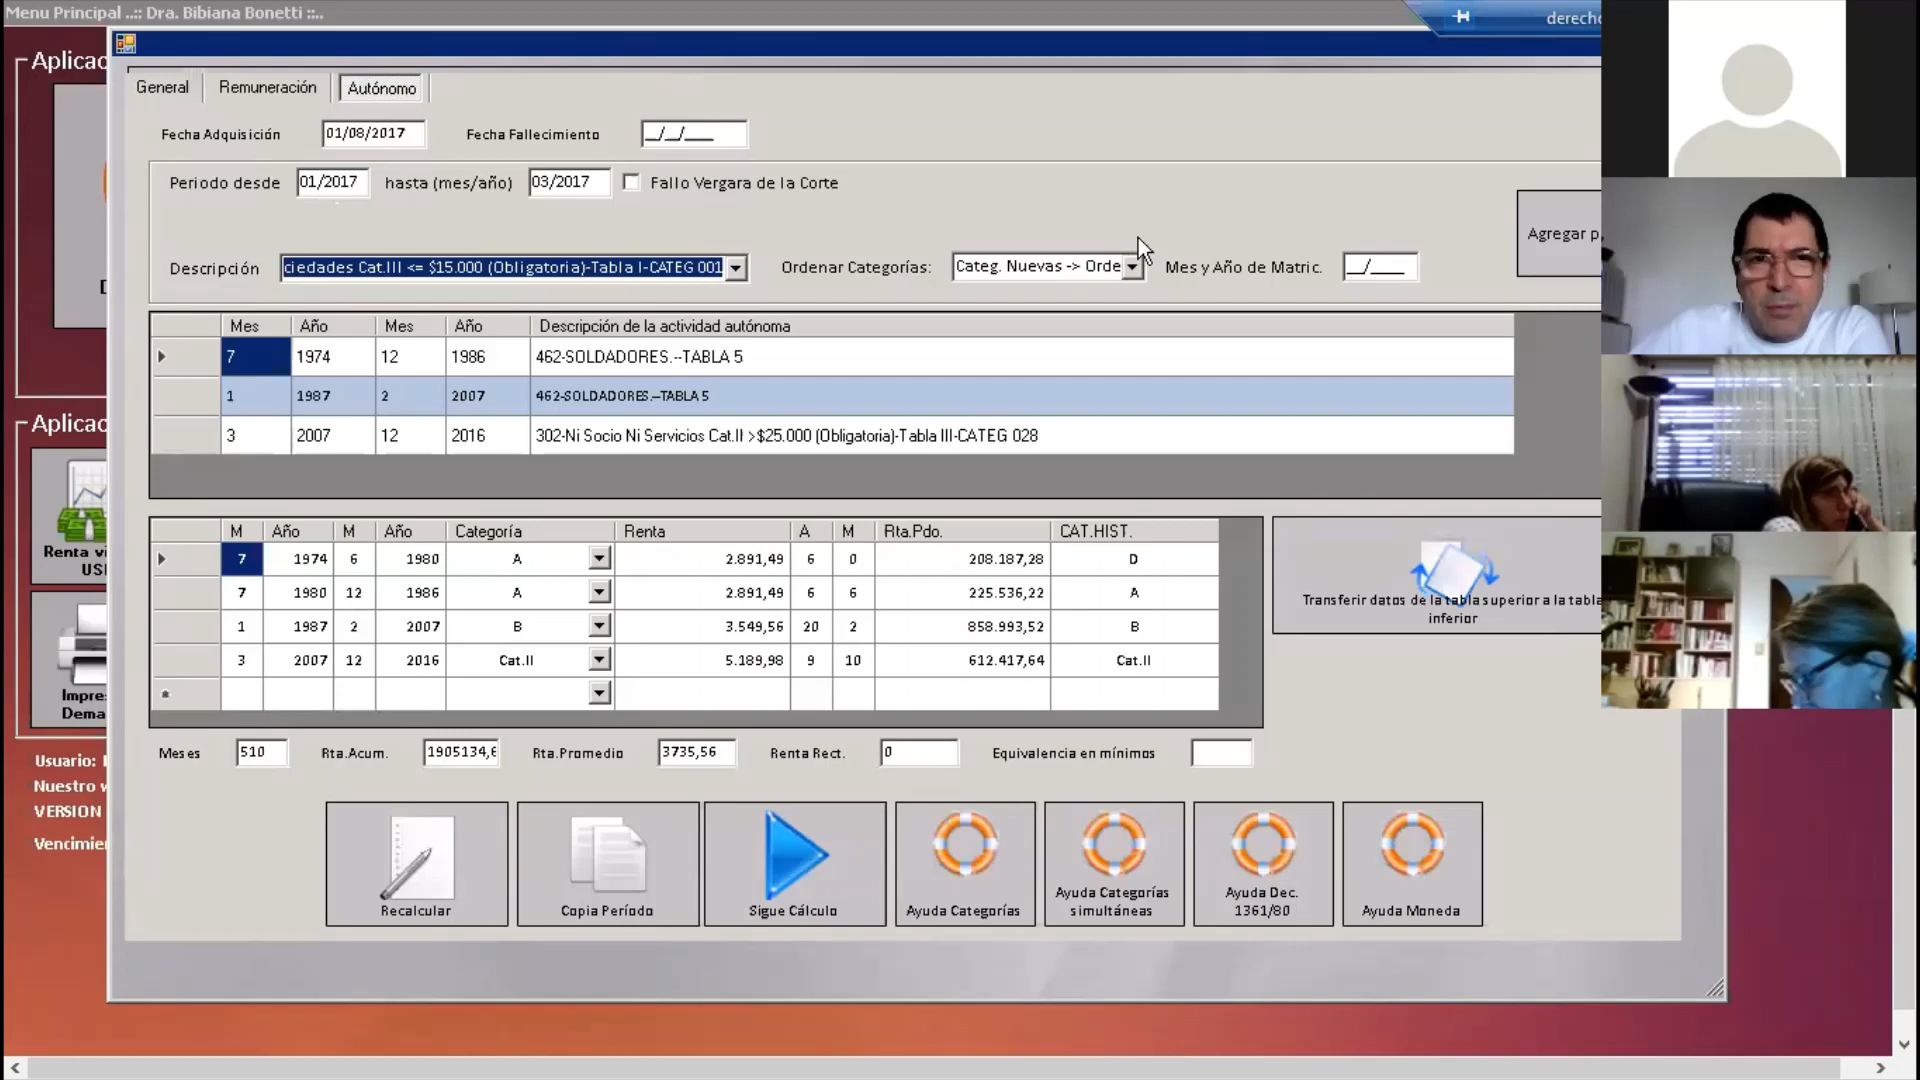 Menu Principal ..:: Dra. Bibiana Bonetti ::..
derecho
Aplicac
General
Remuneración
Autónomo
Fecha Adquisición
01/08/2017
Fecha Fallecimiento
__/__/____
Periodo desde
01/2017
hasta (mes/año)
03/2017
Fallo Vergara de la Corte
Agregar p
Descripción
ciedades Cat.III <= $15.000 (Obligatoria)-Tabla I-CATEG 001
Ordenar Categorías:
Categ. Nuevas -> Orde
Mes y Año de Matric.
__/____
D
Mes Año Mes Año Descripción de la actividad autónoma
7 1974 12 1986 462-SOLDADORES.--TABLA 5
1 1987 2 2007 462-SOLDADORES.--TABLA 5
3 2007 12 2016 302-Ni Socio Ni Servicios Cat.II >$25.000 (Obligatoria)-Tabla III-CATEG 028
Aplicac
M Año M Año Categoría Renta A M Rta.Pdo. CAT.HIST.
7 1974 6 1980 A 2.891,49 6 0 208.187,28 D
7 1980 12 1986 A 2.891,49 6 6 225.536,22 A
1 1987 2 2007 B 3.549,56 20 2 858.993,52 B
3 2007 12 2016 Cat.II 5.189,98 9 10 612.417,64 Cat.II
*
Transferir datos de la tabla superior a la tabla
inferior
Renta vi
US
Impre
Dema
Meses
510
Rta.Acum.
1905134,6
Rta.Promedio
3735,56
Renta Rect.
0
Equivalencia en mínimos
Usuario:
Nuestro w
VERSION
Vencimie
Recalcular
Copia Período
Sigue Cálculo
Ayuda Categorías
Ayuda Categorías
simultáneas
Ayuda Dec.
1361/80
Ayuda Moneda